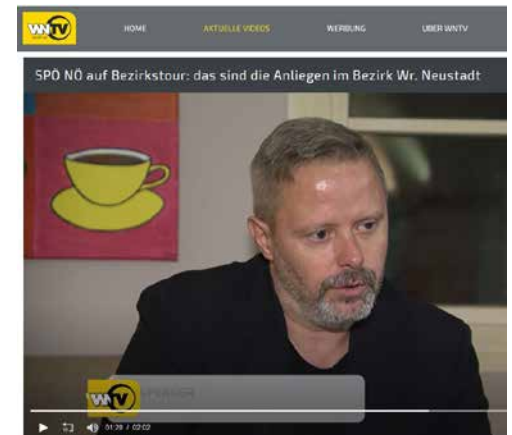 WNTV
HOME AKTUELLE VIDEOS WERBUNG ÜBER WNTV
SPÖ NÖ auf Bezirkstour: das sind die Anliegen im Bezirk Wr. Neustadt
WNTV
01:29 / 02:02